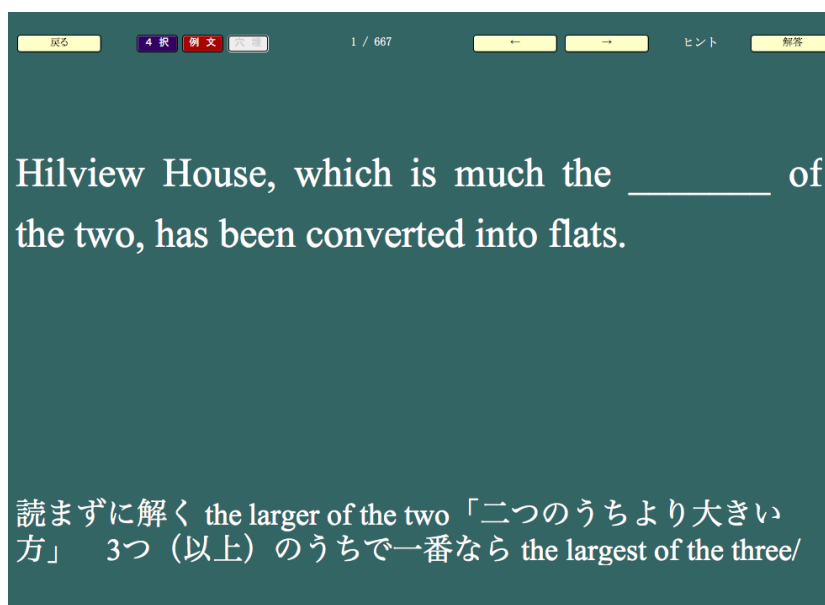 戻る 4 択 例 文 穴 埋 1 / 667 ← → ヒント 解答
Hilview House, which is much the _______ of
the two, has been converted into flats.
読まずに解く the larger of the two「二つのうちより大きい
方」 3つ（以上）のうちで一番なら the largest of the three/